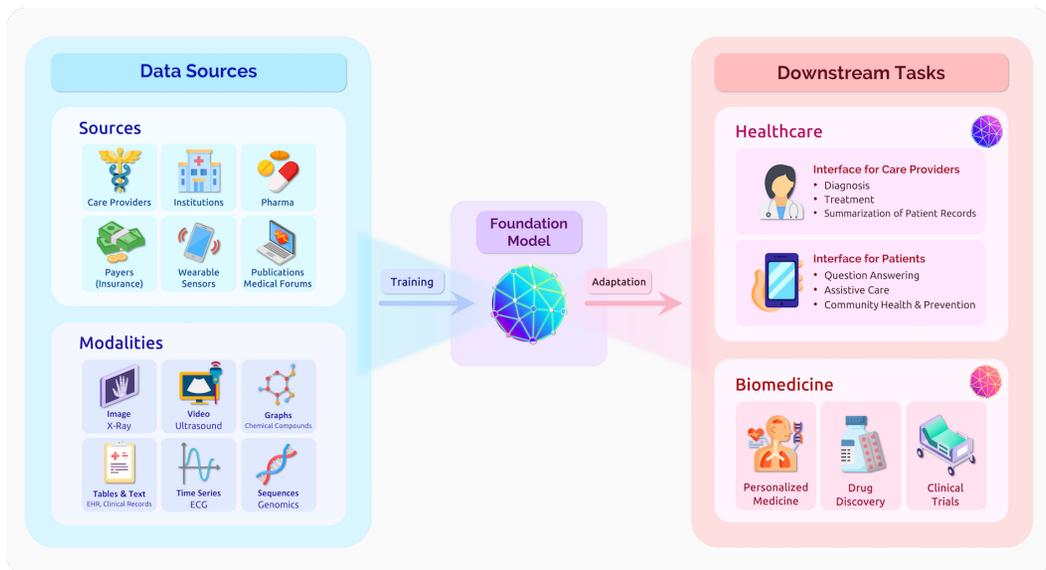 Data Sources
Sources
Care Providers
Institutions
Pharma
Payers
(Insurance)
Wearable
Sensors
Publications
Medical Forums
Modalities
Image
X-Ray
Video
Ultrasound
Graphs
Chemical Compounds
Tables & Text
EHR, Clinical Records
Time Series
ECG
Sequences
Genomics
Training
Foundation
Model
Adaptation
Downstream Tasks
Healthcare
Interface for Care Providers
• Diagnosis
• Treatment
• Summarization of Patient Records
Interface for Patients
• Question Answering
• Assistive Care
• Community Health & Prevention
Biomedicine
Personalized
Medicine
Drug
Discovery
Clinical
Trials